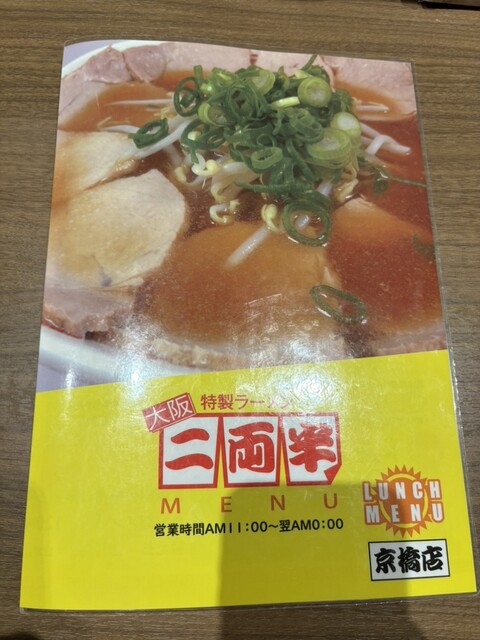 大阪 特製ラーメン
二両半
MENU
営業時間AM11:00〜翌AM0:00
LUNCH
MENU
京橋店